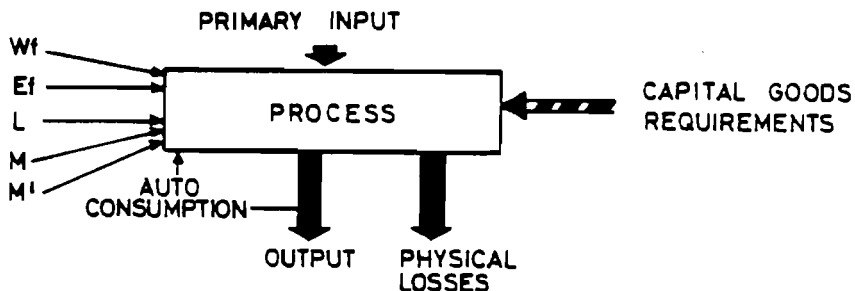 PRIMARY INPUT
Wf
Ef
L
M
M'
PROCESS
CAPITAL GOODS
REQUIREMENTS
AUTO
CONSUMPTION
OUTPUT
PHYSICAL
LOSSES